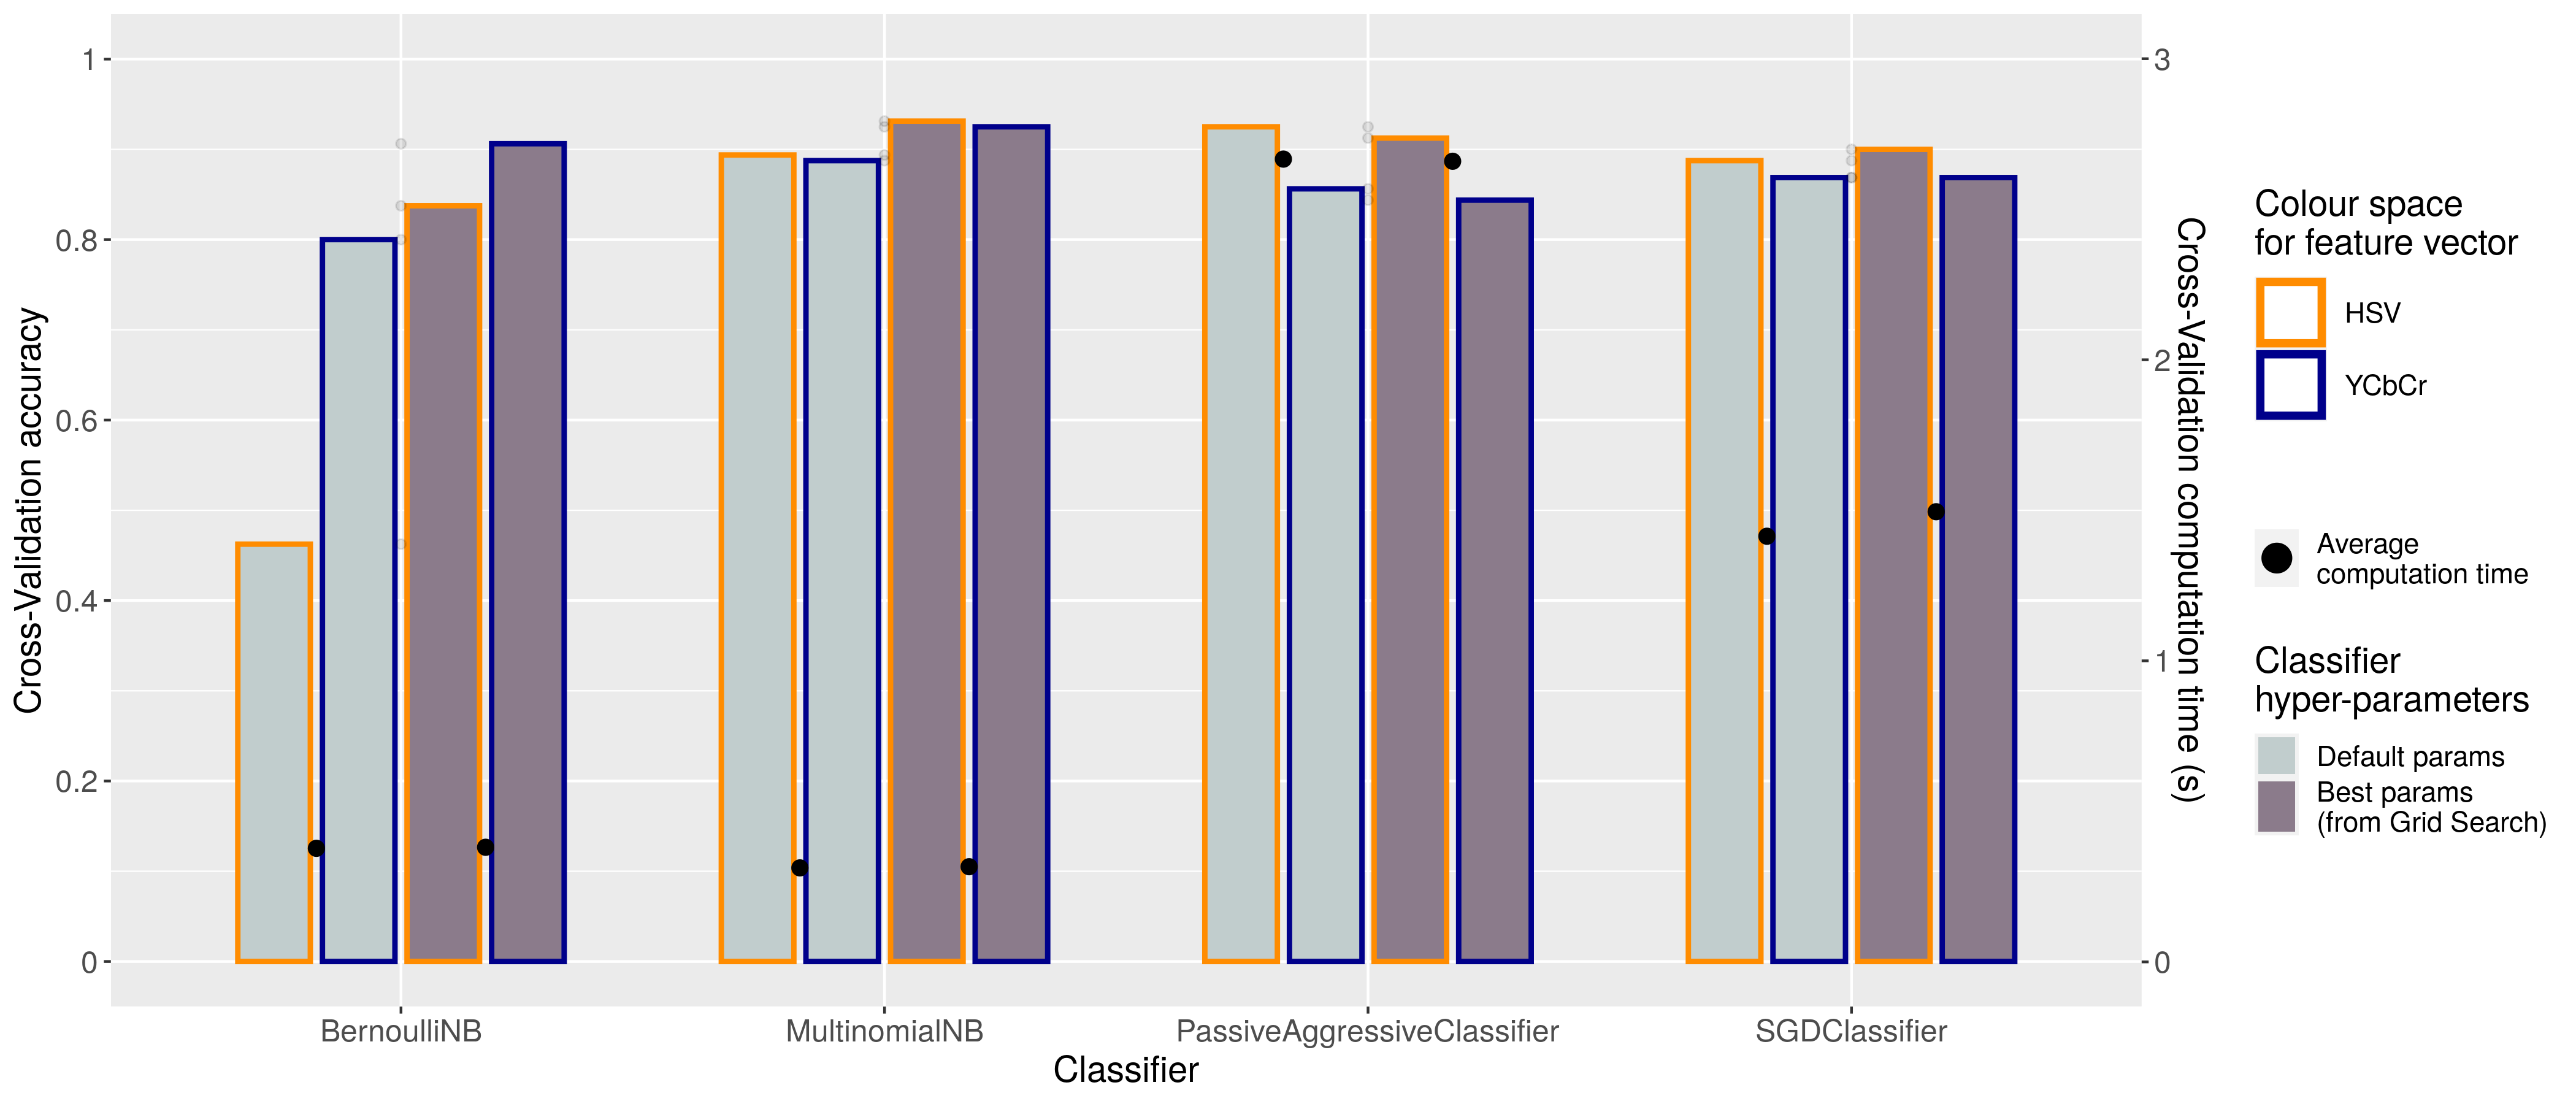 1
0.8
0.6
0.4
0.2
0
Cross-Validation accuracy
BernoulliNB
MultinomialNB
PassiveAggressiveClassifier
SGDClassifier
Classifier
3
2
1
0
Cross-Validation computation time (s)
Colour space
for feature vector
HSV
YCbCr
Average
computation time
Classifier
hyper-parameters
Default params
Best params
(from Grid Search)